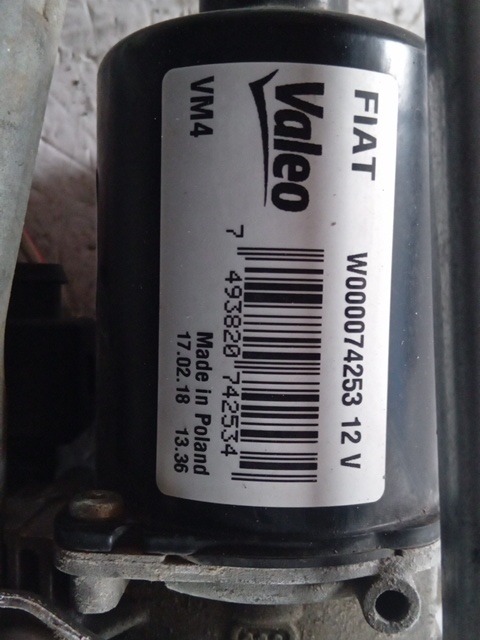 FIAT
W000074253 12 V
Valeo
7 493820 742534
VM4
Made in Poland
17.02.18 13.36